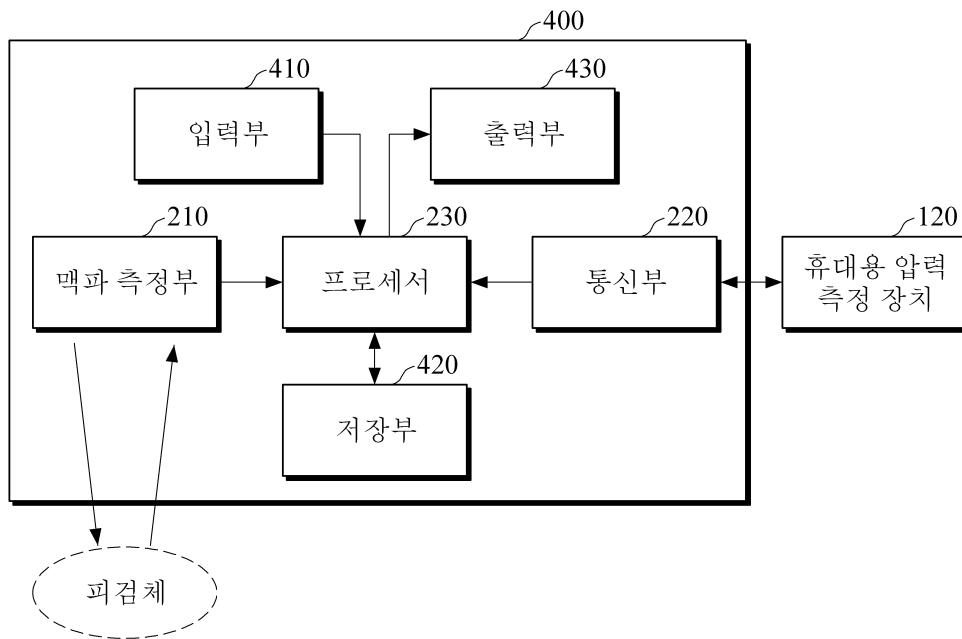 400
410
430
입력부
출력부
210
230
220
120
맥파 측정부
프로세서
통신부
휴대용 압력
측정 장치
420
저장부
피검체